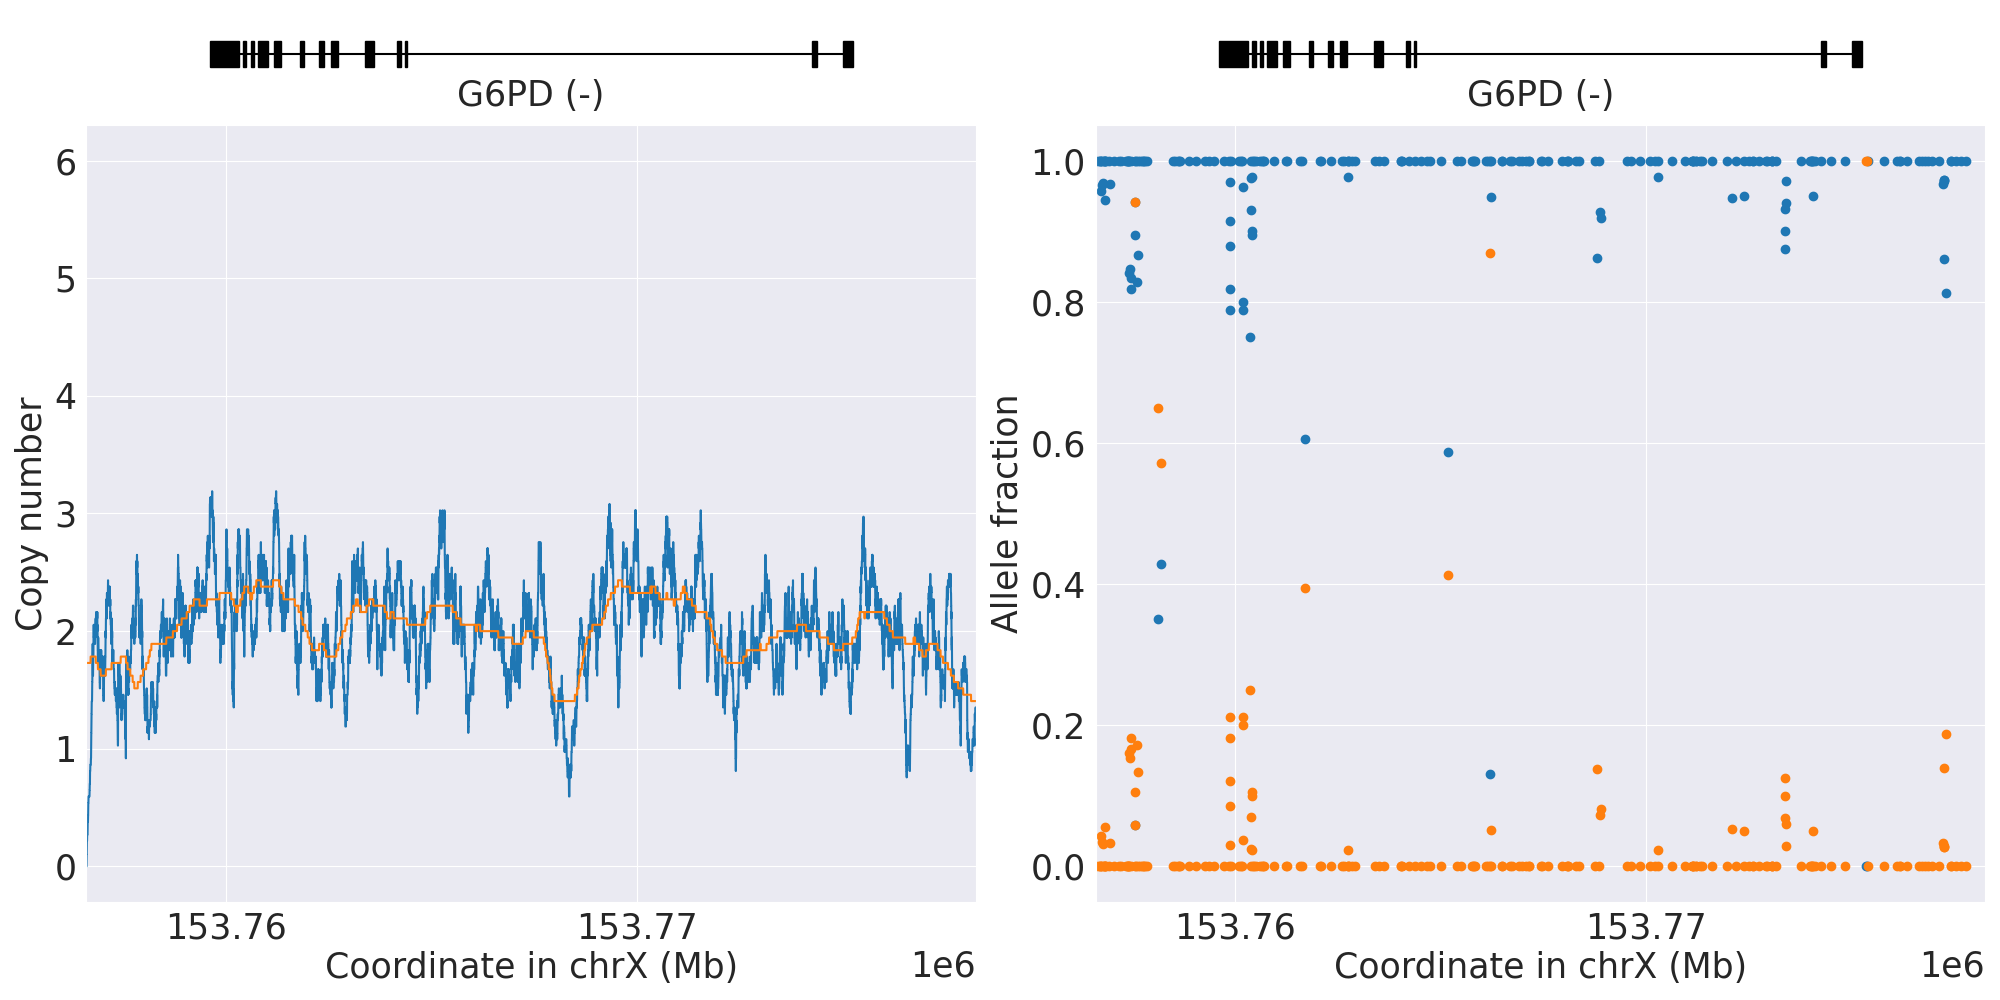 G6PD (-)
6
5
4
3
2
1
0
Copy number
153.76
153.77
Coordinate in chrX (Mb)
1e6
G6PD (-)
1.0
0.8
0.6
0.4
0.2
0.0
Allele fraction
153.76
153.77
Coordinate in chrX (Mb)
1e6